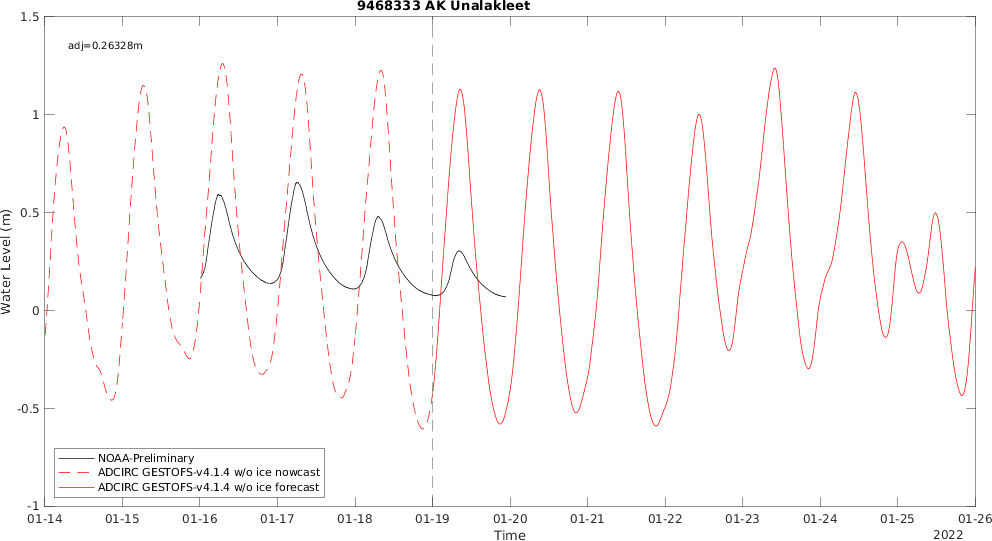 9468333 AK Unalakleet
1.5
adj=0.26328m
1
0.5
0
-0.5
-1
Water Level (m)
NOAA-Preliminary
ADCIRC GESTOFS-v4.1.4 w/o ice nowcast
ADCIRC GESTOFS-v4.1.4 w/o ice forecast
01-14 01-15 01-16 01-17 01-18 01-19 01-20 01-21 01-22 01-23 01-24 01-25 01-26
Time
2022